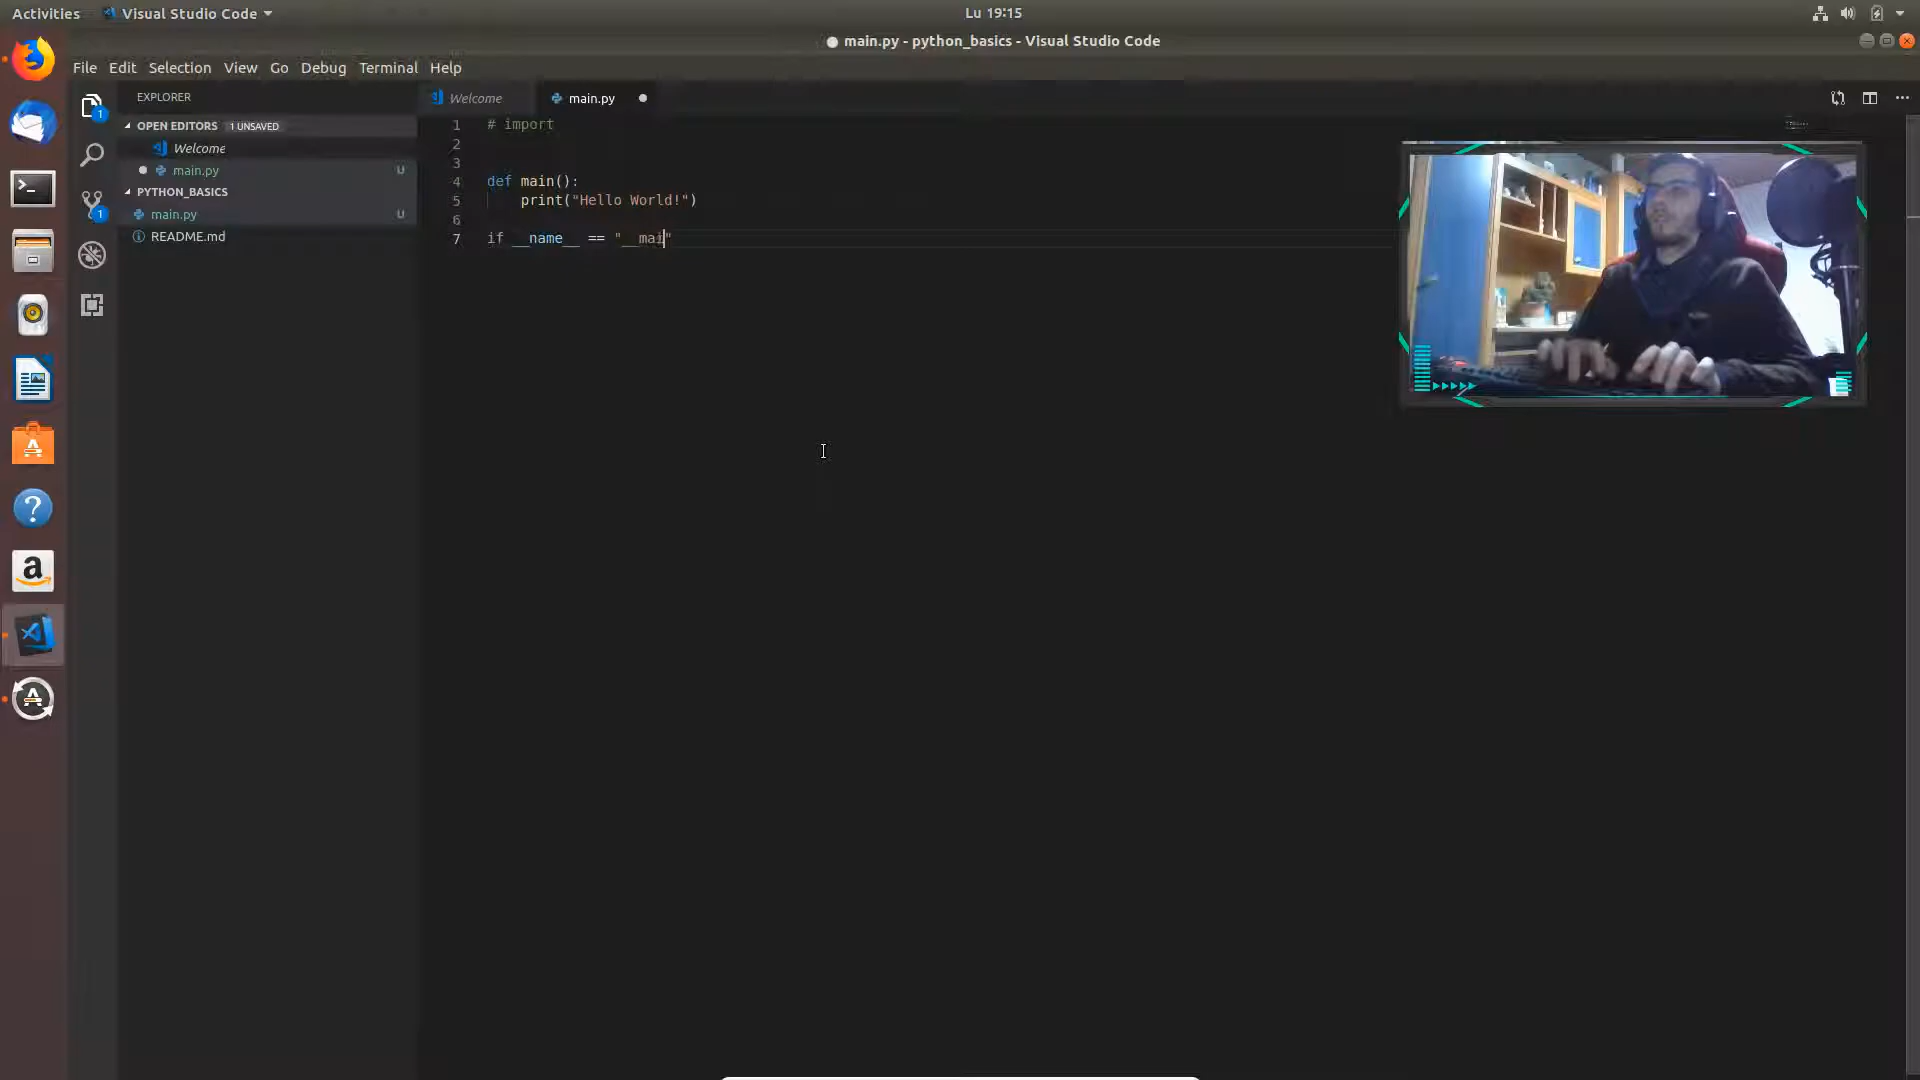 Activities Visual Studio Code Lu 19:15
main.py - python_basics - Visual Studio Code
File Edit Selection View Go Debug Terminal Help
EXPLORER
OPEN EDITORS 1 UNSAVED
Welcome
main.py U
PYTHON_BASICS
main.py U
README.md
1
1
Welcome main.py
1 # import
2
3
4 def main():
5 print("Hello World!")
6
7 if __name__ == "__mai"